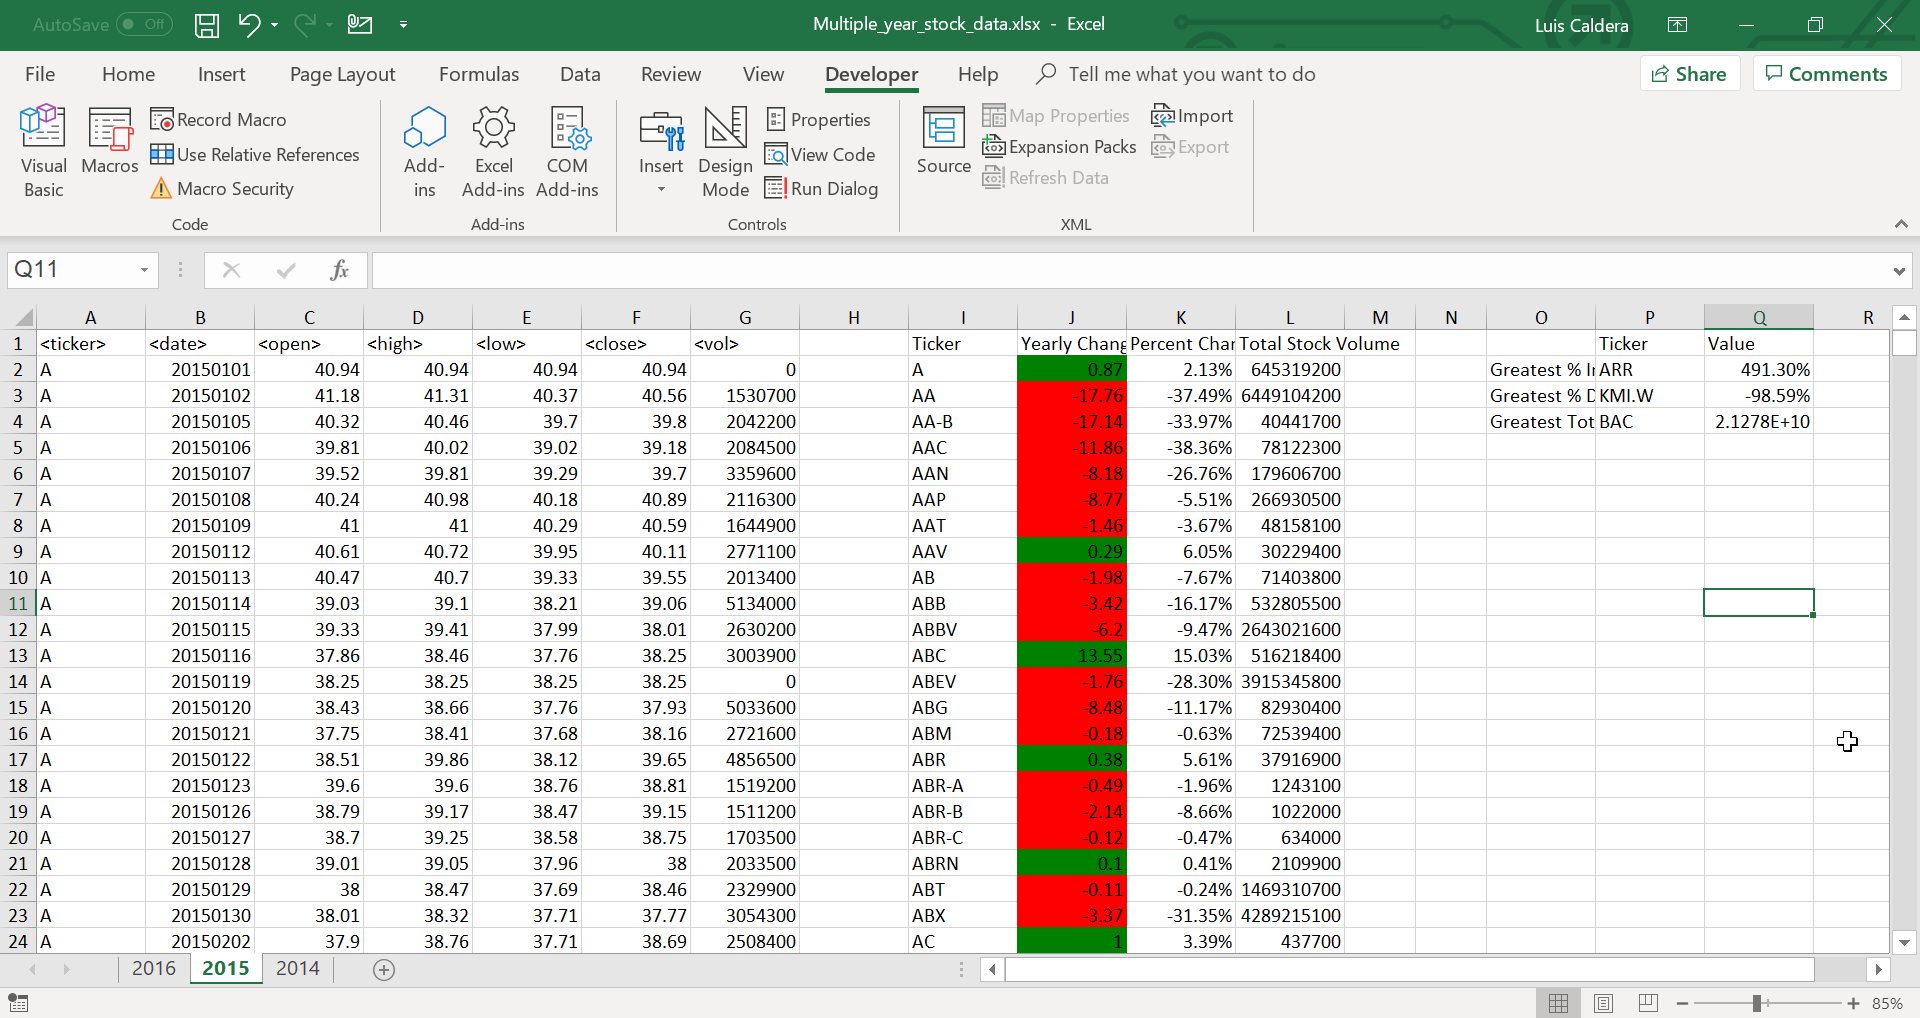 AutoSave Off Multiple_year_stock_data.xlsx - Excel Luis Caldera
File Home Insert Page Layout Formulas Data Review View Developer Help Tell me what you want to do Share Comments
Visual Basic
Macros
Record Macro
Use Relative References
Macro Security
Code
Add-ins
Excel Add-ins
COM Add-ins
Add-ins
Insert
Design Mode
Properties
View Code
Run Dialog
Controls
Source
Map Properties
Expansion Packs
Refresh Data
Import
Export
XML
Q11 fx
A B C D E F G H I J K L M N O P Q R
1 <ticker> <date> <open> <high> <low> <close> <vol> Ticker Yearly Chang Percent Char Total Stock Volume Ticker Value
2 A 20150101 40.94 40.94 40.94 40.94 0 A 0.87 2.13% 645319200 Greatest % I ARR 491.30%
3 A 20150102 41.18 41.31 40.37 40.56 1530700 AA -17.76 -37.49% 6449104200 Greatest % D KMI.W -98.59%
4 A 20150105 40.32 40.46 39.7 39.8 2042200 AA-B -17.14 -33.97% 40441700 Greatest Tot BAC 2.1278E+10
5 A 20150106 39.81 40.02 39.02 39.18 2084500 AAC -11.86 -38.36% 78122300
6 A 20150107 39.52 39.81 39.29 39.7 3359600 AAN -8.18 -26.76% 179606700
7 A 20150108 40.24 40.98 40.18 40.89 2116300 AAP -8.77 -5.51% 266930500
8 A 20150109 41 41 40.29 40.59 1644900 AAT -1.46 -3.67% 48158100
9 A 20150112 40.61 40.72 39.95 40.11 2771100 AAV 0.29 6.05% 30229400
10 A 20150113 40.47 40.7 39.33 39.55 2013400 AB -1.98 -7.67% 71403800
11 A 20150114 39.03 39.1 38.21 39.06 5134000 ABB -3.42 -16.17% 532805500
12 A 20150115 39.33 39.41 37.99 38.01 2630200 ABBV -6.2 -9.47% 2643021600
13 A 20150116 37.86 38.46 37.76 38.25 3003900 ABC 13.55 15.03% 516218400
14 A 20150119 38.25 38.25 38.25 38.25 0 ABEV -1.76 -28.30% 3915345800
15 A 20150120 38.43 38.66 37.76 37.93 5033600 ABG -8.48 -11.17% 82930400
16 A 20150121 37.75 38.41 37.68 38.16 2721600 ABM -0.18 -0.63% 72539400
17 A 20150122 38.51 39.86 38.12 39.65 4856500 ABR 0.38 5.61% 37916900
18 A 20150123 39.6 39.6 38.76 38.81 1519200 ABR-A -0.49 -1.96% 1243100
19 A 20150126 38.79 39.17 38.47 39.15 1511200 ABR-B -2.14 -8.66% 1022000
20 A 20150127 38.7 39.25 38.58 38.75 1703500 ABR-C -0.12 -0.47% 634000
21 A 20150128 39.01 39.05 37.96 38 2033500 ABRN 0.1 0.41% 2109900
22 A 20150129 38 38.47 37.69 38.46 2329900 ABT -0.11 -0.24% 1469310700
23 A 20150130 38.01 38.32 37.71 37.77 3054300 ABX -3.37 -31.35% 4289215100
24 A 20150202 37.9 38.76 37.71 38.69 2508400 AC 1 3.39% 437700
2016 2015 2014
85%